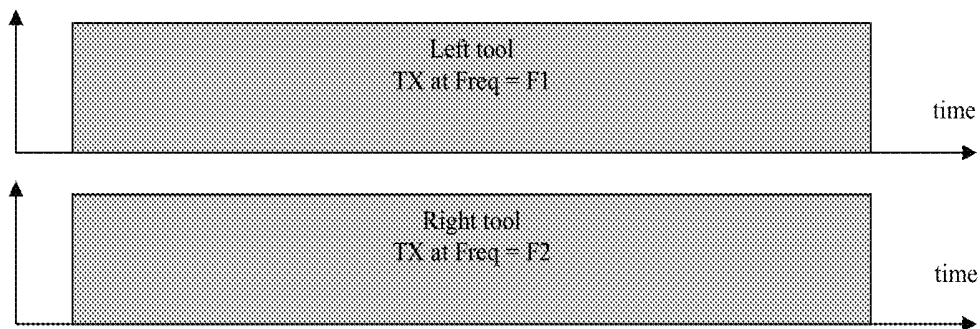 Left tool
TX at Freq = F1
time
Right tool
TX at Freq = F2
time